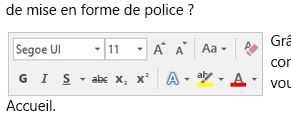 de mise en forme de police ?
Segoe UI 11 A A Aa A
Grâ
G I S abc X₂ X² A ab A
con
vou
Accueil.